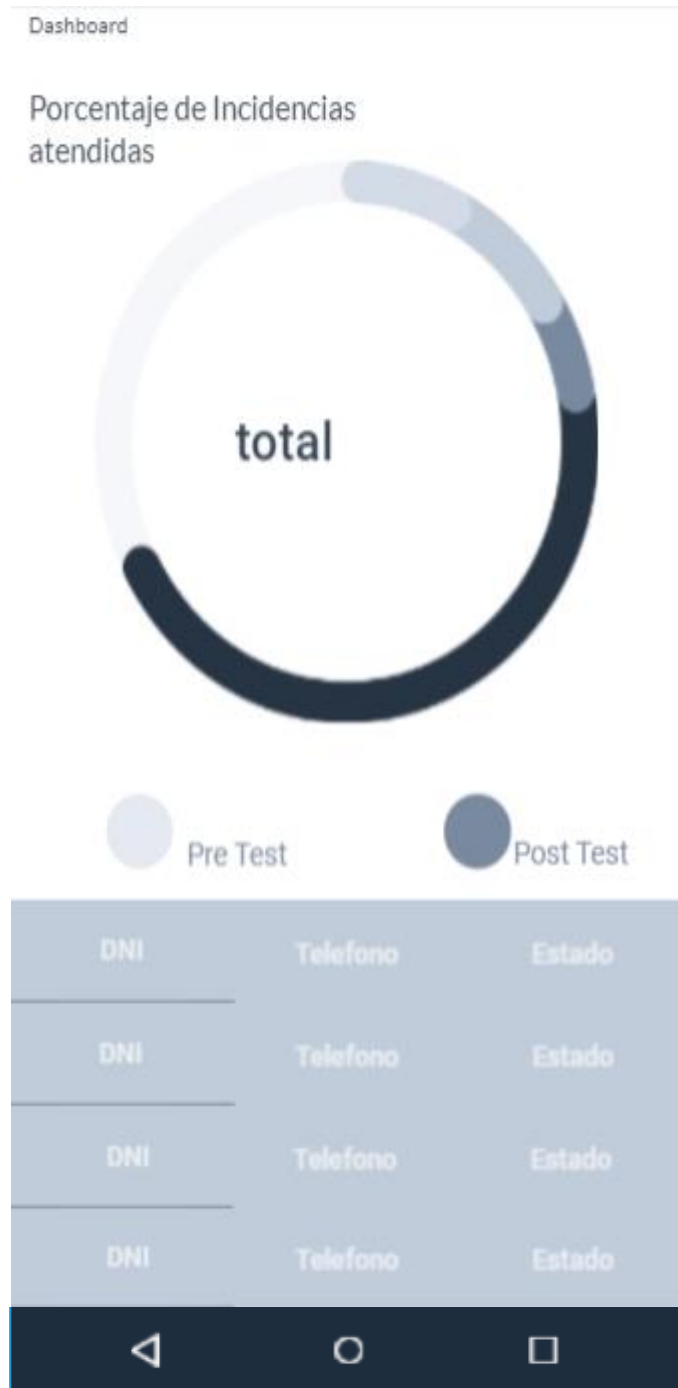 Dashboard
Porcentaje de Incidencias
atendidas
total
Pre Test
Post Test
DNI Telefono Estado
DNI Telefono Estado
DNI Telefono Estado
DNI Telefono Estado